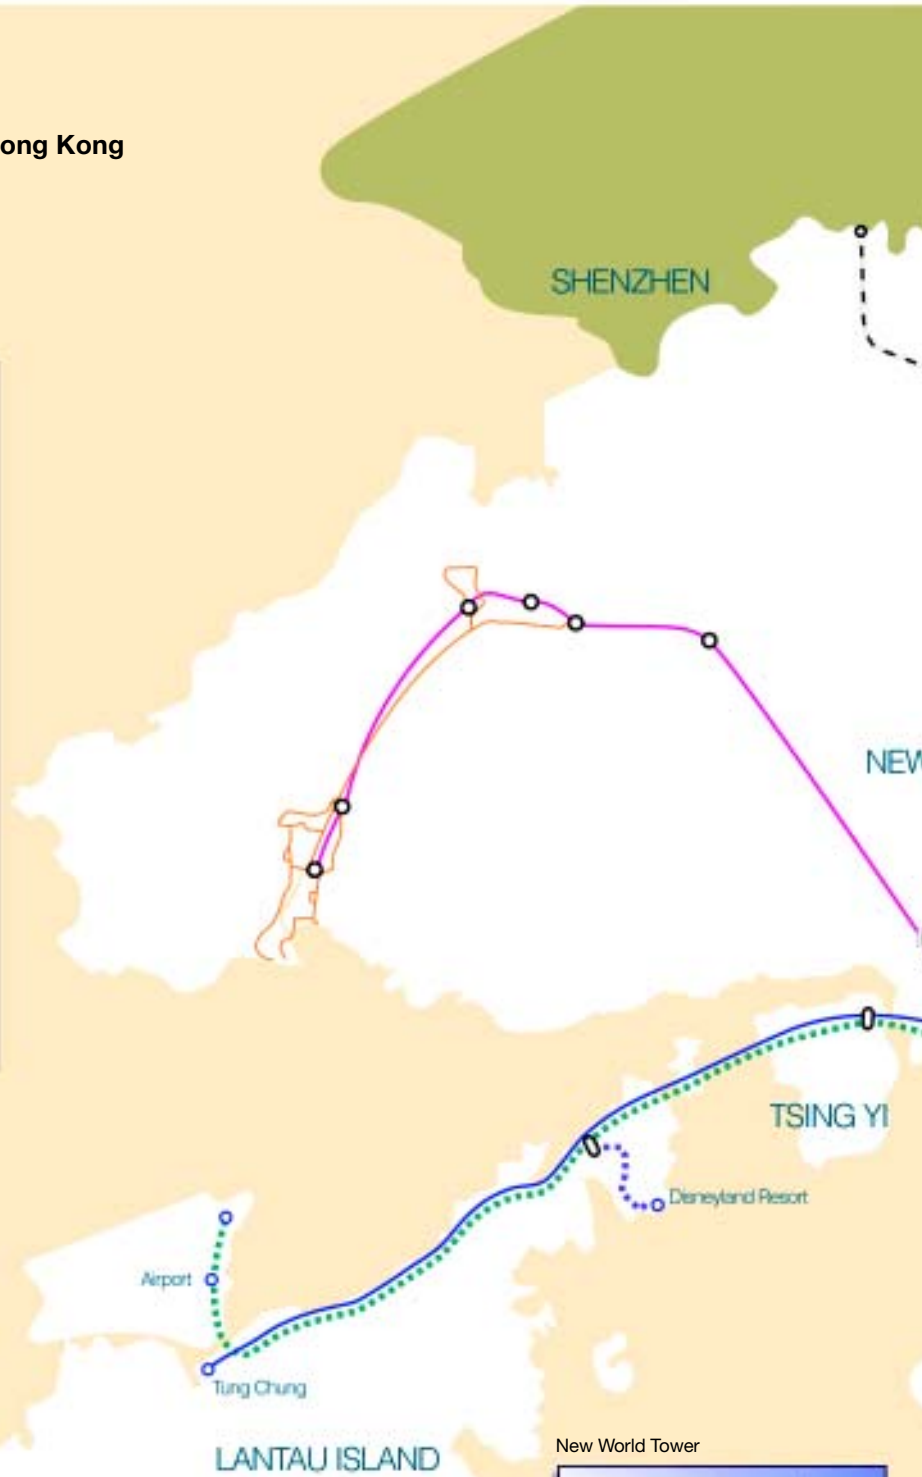 ong Kong
SHENZHEN
NEW
TSING YI
Disneyland Resort
Airport
Tung Chung
LANTAU ISLAND
New World Tower